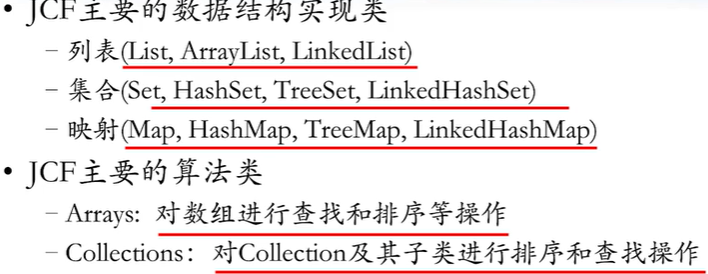 • JCF主要的数据结构实现类
– 列表(List, ArrayList, LinkedList)
– 集合(Set, HashSet, TreeSet, LinkedHashSet)
– 映射(Map, HashMap, TreeMap, LinkedHashMap)
• JCF主要的算法类
– Arrays: 对数组进行查找和排序等操作
– Collections：对Collection及其子类进行排序和查找操作